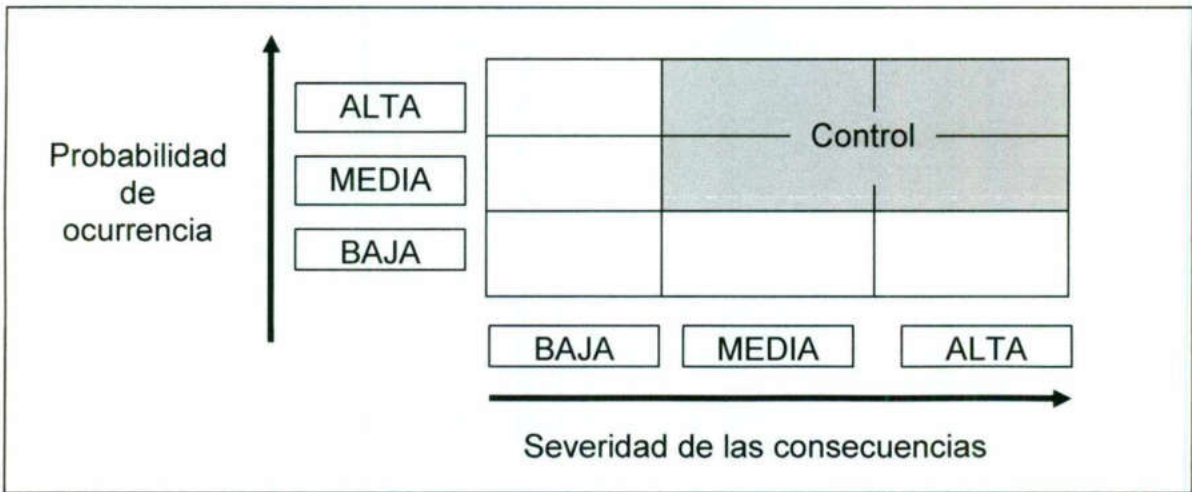 Probabilidad
de
ocurrencia
ALTA
MEDIA
BAJA
Control
BAJA MEDIA ALTA
Severidad de las consecuencias